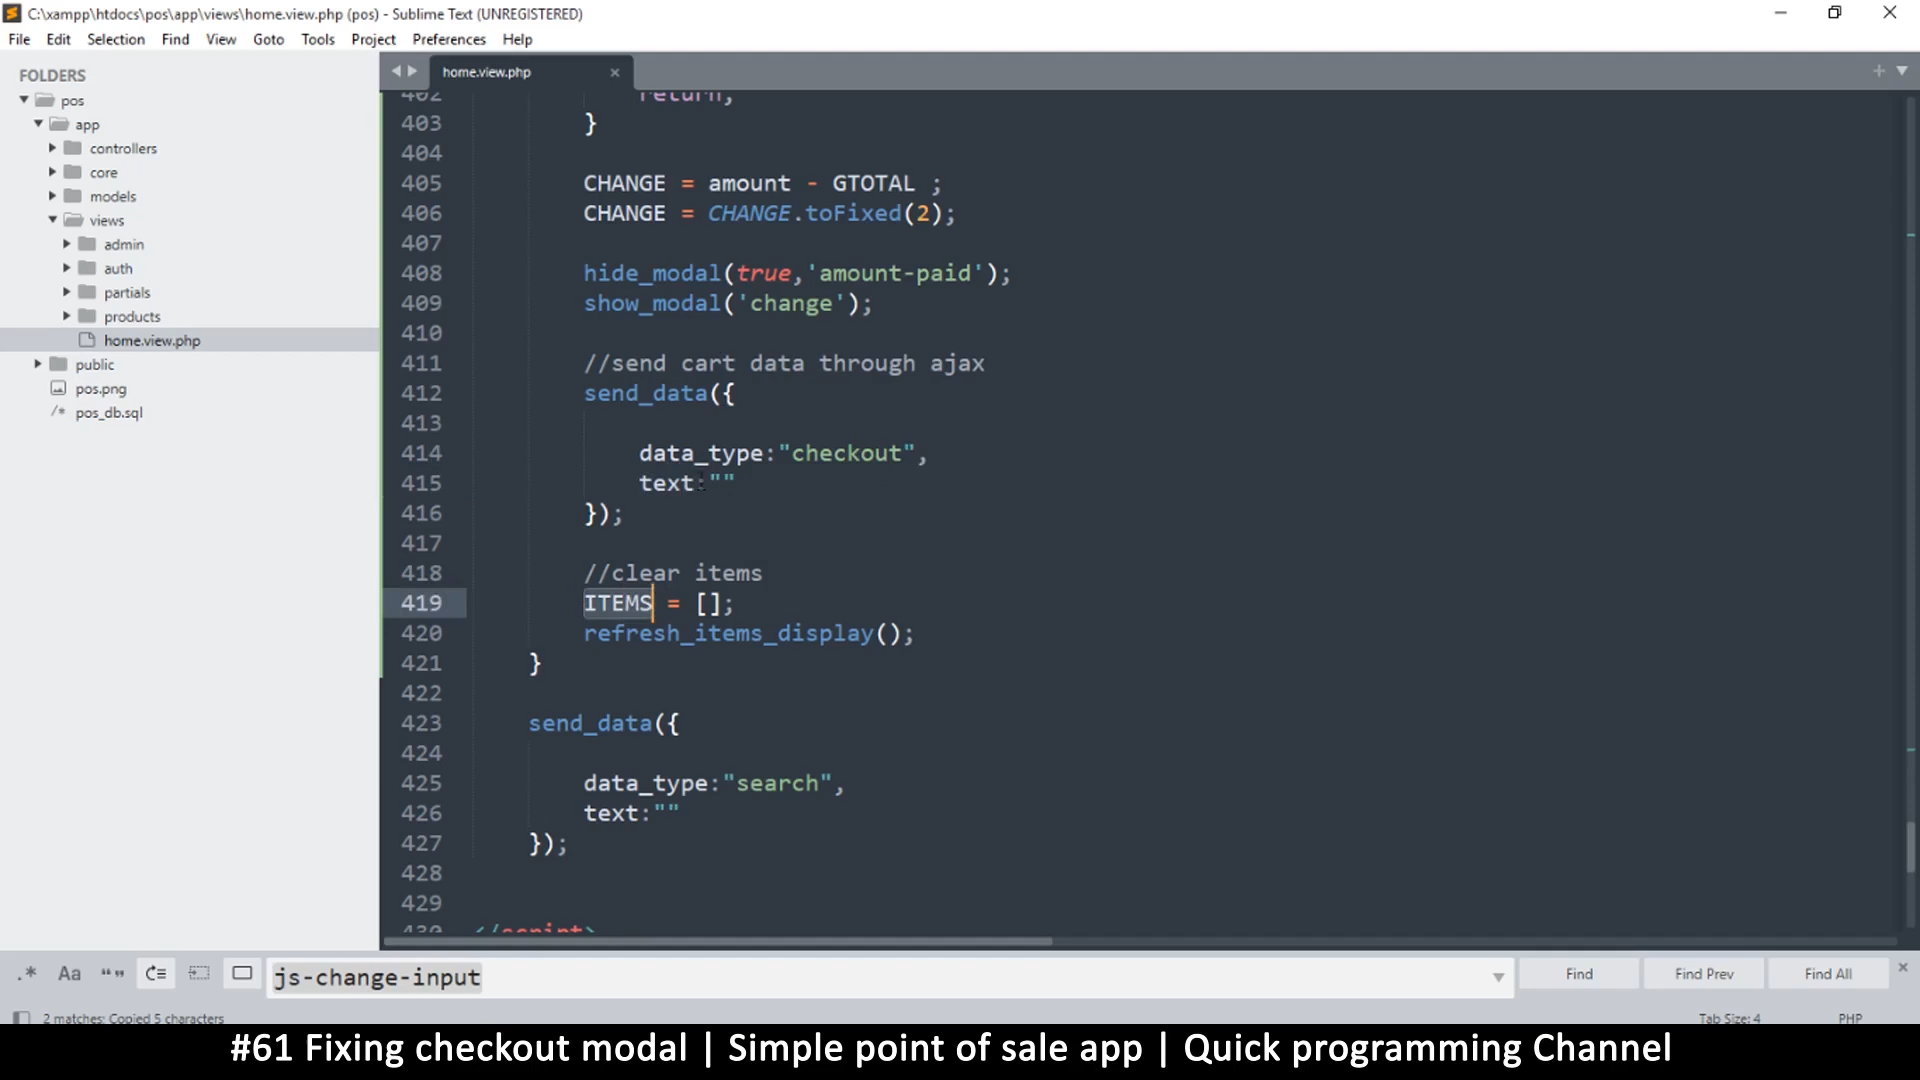 C:\xampp\htdocs\pos\app\views\home.view.php (pos) - Sublime Text (UNREGISTERED)
File Edit Selection Find View Goto Tools Project Preferences Help
FOLDERS
pos
app
controllers
core
models
views
admin
auth
partials
products
home.view.php
public
pos.png
/* pos_db.sql
home.view.php
402 return;
403 }
404
405 CHANGE = amount - GTOTAL ;
406 CHANGE = CHANGE.toFixed(2);
407
408 hide_modal(true,'amount-paid');
409 show_modal('change');
410
411 //send cart data through ajax
412 send_data({
413
414 data_type:"checkout",
415 text:""
416 });
417
418 //clear items
419 ITEMS = [];
420 refresh_items_display();
421 }
422
423 send_data({
424
425 data_type:"search",
426 text:""
427 });
428
429
430 </script>
.* Aa “ ”
js-change-input
Find Find Prev Find All
2 matches: Copied 5 characters
Tab Size: 4 PHP
#61 Fixing checkout modal | Simple point of sale app | Quick programming Channel